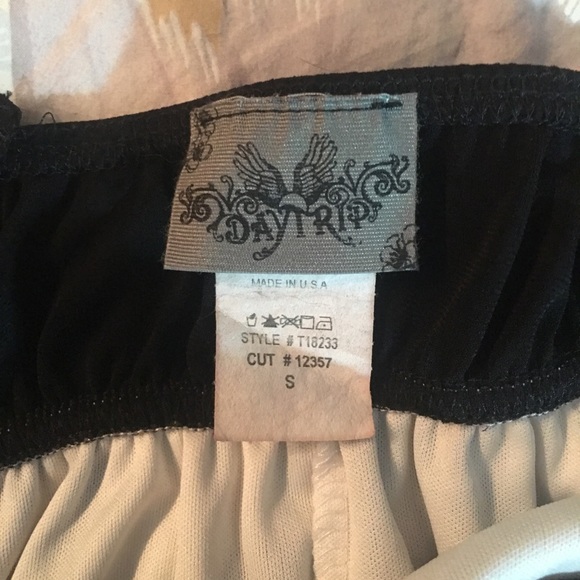 DAYTRIP
MADE IN U.S.A
STYLE # T18233
CUT # 12357
S